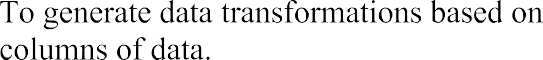 To generate data transformations based on
columns of data.